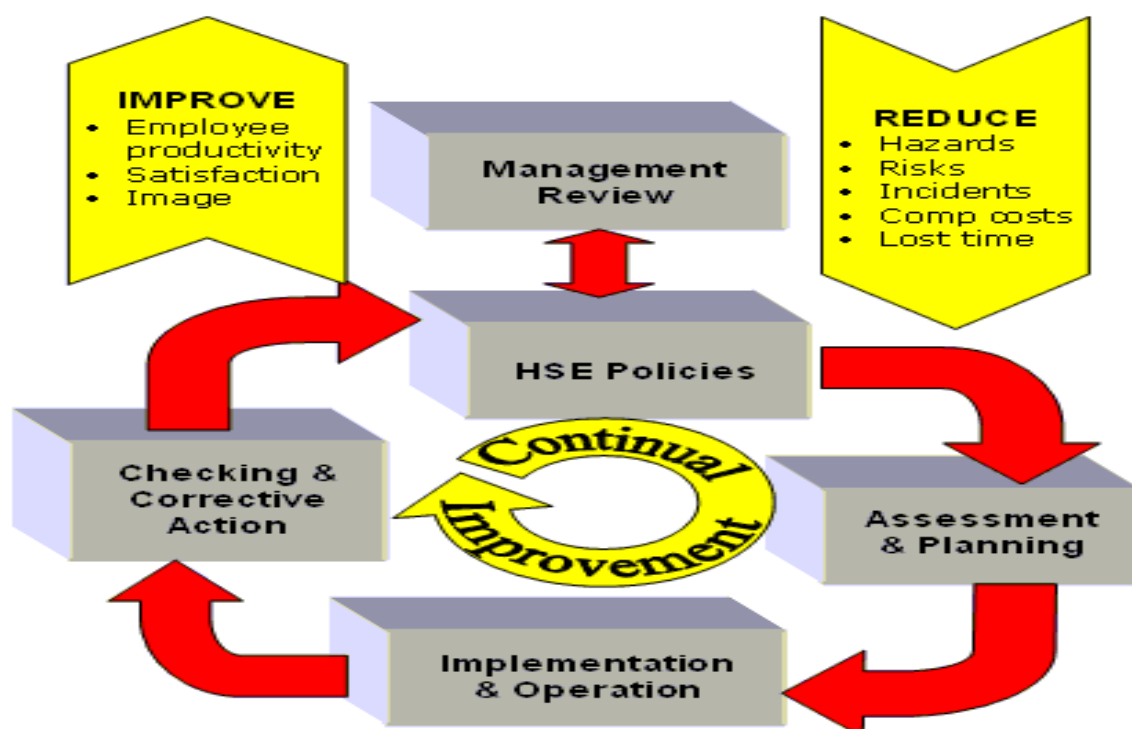 IMPROVE
• Employee
productivity
• Satisfaction
• Image
Management
Review
REDUCE
• Hazards
• Risks
• Incidents
• Comp costs
• Lost time
HSE Policies
Continual
Improvement
Checking &
Corrective
Action
Assessment
& Planning
Implementation
& Operation